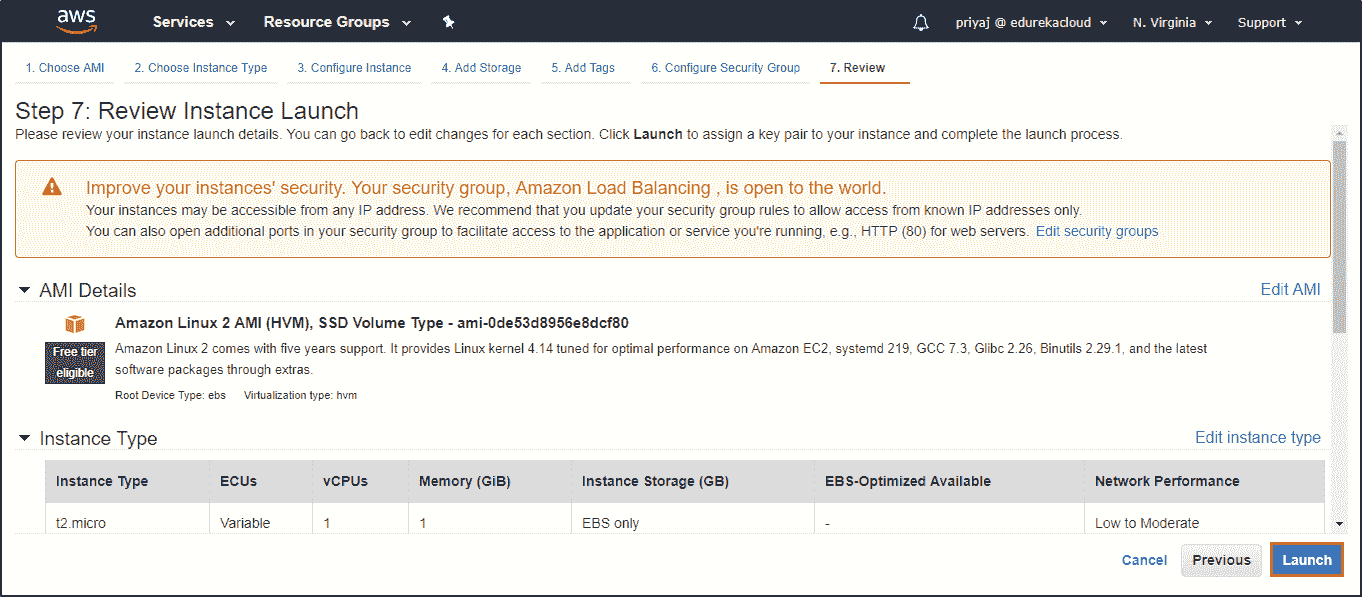 aws Services Resource Groups priyaj @ edurekacloud N. Virginia Support
1. Choose AMI 2. Choose Instance Type 3. Configure Instance 4. Add Storage 5. Add Tags 6. Configure Security Group 7. Review
Step 7: Review Instance Launch
Please review your instance launch details. You can go back to edit changes for each section. Click Launch to assign a key pair to your instance and complete the launch process.
Improve your instances' security. Your security group, Amazon Load Balancing , is open to the world.
Your instances may be accessible from any IP address. We recommend that you update your security group rules to allow access from known IP addresses only.
You can also open additional ports in your security group to facilitate access to the application or service you're running, e.g., HTTP (80) for web servers. Edit security groups
AMI Details Edit AMI
Amazon Linux 2 AMI (HVM), SSD Volume Type - ami-0de53d8956e8dcf80
Free tier
eligible
Amazon Linux 2 comes with five years support. It provides Linux kernel 4.14 tuned for optimal performance on Amazon EC2, systemd 219, GCC 7.3, Glibc 2.26, Binutils 2.29.1, and the latest
software packages through extras.
Root Device Type: ebs Virtualization type: hvm
Instance Type Edit instance type
Instance Type ECUs vCPUs Memory (GiB) Instance Storage (GB) EBS-Optimized Available Network Performance
t2.micro Variable 1 1 EBS only - Low to Moderate
Cancel Previous Launch